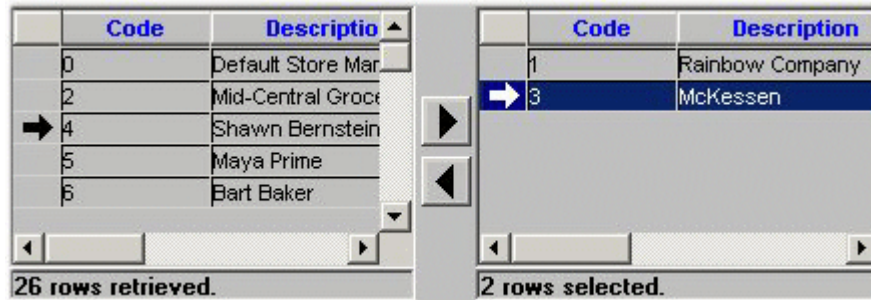 Code Descriptio
0 Default Store Mar
2 Mid-Central Groce
4 Shawn Bernstein
5 Maya Prime
6 Bart Baker
26 rows retrieved.
Code Description
1 Rainbow Company
3 McKessen
2 rows selected.